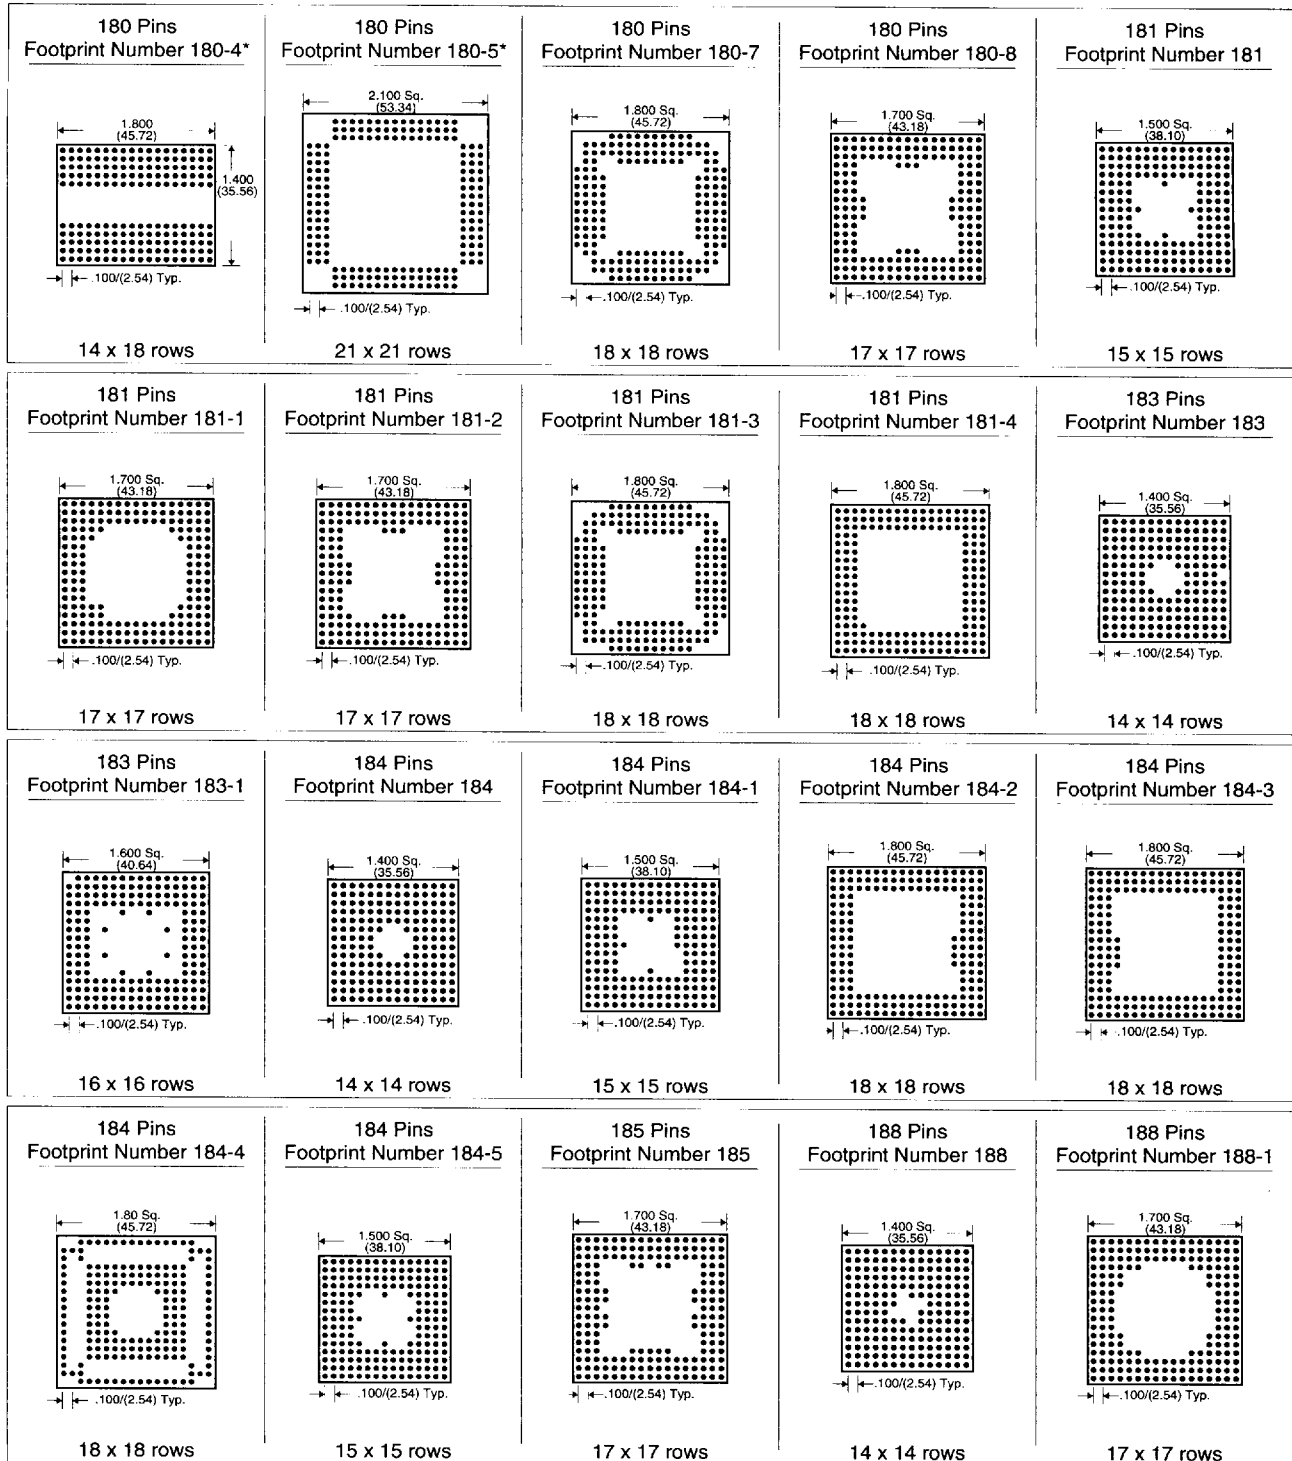 180 Pins
Footprint Number 180-4*
1.800
(45.72)
1.400
(35.56)
.100/(2.54) Typ.
14 x 18 rows
180 Pins
Footprint Number 180-5*
2.100 Sq.
(53.34)
.100/(2.54) Typ.
21 x 21 rows
180 Pins
Footprint Number 180-7
1.800 Sq.
(45.72)
.100/(2.54) Typ.
18 x 18 rows
180 Pins
Footprint Number 180-8
1.700 Sq.
(43.18)
.100/(2.54) Typ.
17 x 17 rows
181 Pins
Footprint Number 181
1.500 Sq.
(38.10)
.100/(2.54) Typ.
15 x 15 rows
181 Pins
Footprint Number 181-1
1.700 Sq.
(43.18)
.100/(2.54) Typ.
17 x 17 rows
181 Pins
Footprint Number 181-2
1.700 Sq.
(43.18)
.100/(2.54) Typ.
17 x 17 rows
181 Pins
Footprint Number 181-3
1.800 Sq.
(45.72)
.100/(2.54) Typ.
18 x 18 rows
181 Pins
Footprint Number 181-4
1.800 Sq.
(45.72)
.100/(2.54) Typ.
18 x 18 rows
183 Pins
Footprint Number 183
1.400 Sq.
(35.56)
.100/(2.54) Typ.
14 x 14 rows
183 Pins
Footprint Number 183-1
1.600 Sq.
(40.64)
.100/(2.54) Typ.
16 x 16 rows
184 Pins
Footprint Number 184
1.400 Sq.
(35.56)
.100/(2.54) Typ.
14 x 14 rows
184 Pins
Footprint Number 184-1
1.500 Sq.
(38.10)
.100/(2.54) Typ.
15 x 15 rows
184 Pins
Footprint Number 184-2
1.800 Sq.
(45.72)
.100/(2.54) Typ.
18 x 18 rows
184 Pins
Footprint Number 184-3
1.800 Sq.
(45.72)
.100/(2.54) Typ.
18 x 18 rows
184 Pins
Footprint Number 184-4
1.80 Sq.
(45.72)
.100/(2.54) Typ.
18 x 18 rows
184 Pins
Footprint Number 184-5
1.500 Sq.
(38.10)
.100/(2.54) Typ.
15 x 15 rows
185 Pins
Footprint Number 185
1.700 Sq.
(43.18)
.100/(2.54) Typ.
17 x 17 rows
188 Pins
Footprint Number 188
1.400 Sq.
(35.56)
.100/(2.54) Typ.
14 x 14 rows
188 Pins
Footprint Number 188-1
1.700 Sq.
(43.18)
.100/(2.54) Typ.
17 x 17 rows